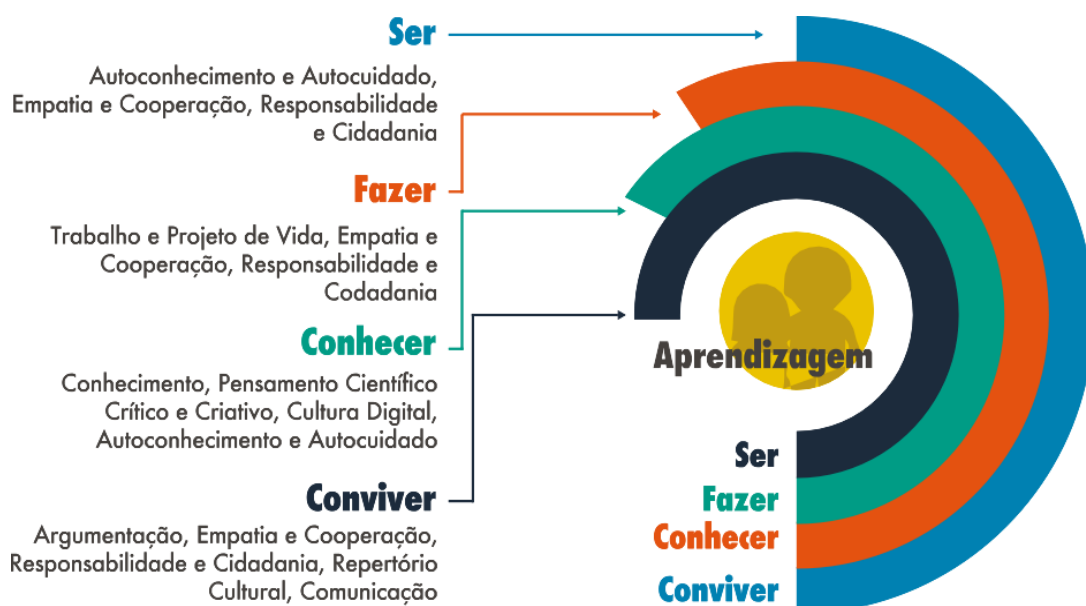 Ser
Autoconhecimento e Autocuidado,
Empatia e Cooperação, Responsabilidade
e Cidadania
Fazer
Trabalho e Projeto de Vida, Empatia e
Cooperação, Responsabilidade e
Codadania
Conhecer
Conhecimento, Pensamento Científico
Crítico e Criativo, Cultura Digital,
Autoconhecimento e Autocuidado
Conviver
Argumentação, Empatia e Cooperação,
Responsabilidade e Cidadania, Repertório
Cultural, Comunicação
Aprendizagem
Ser
Fazer
Conhecer
Conviver